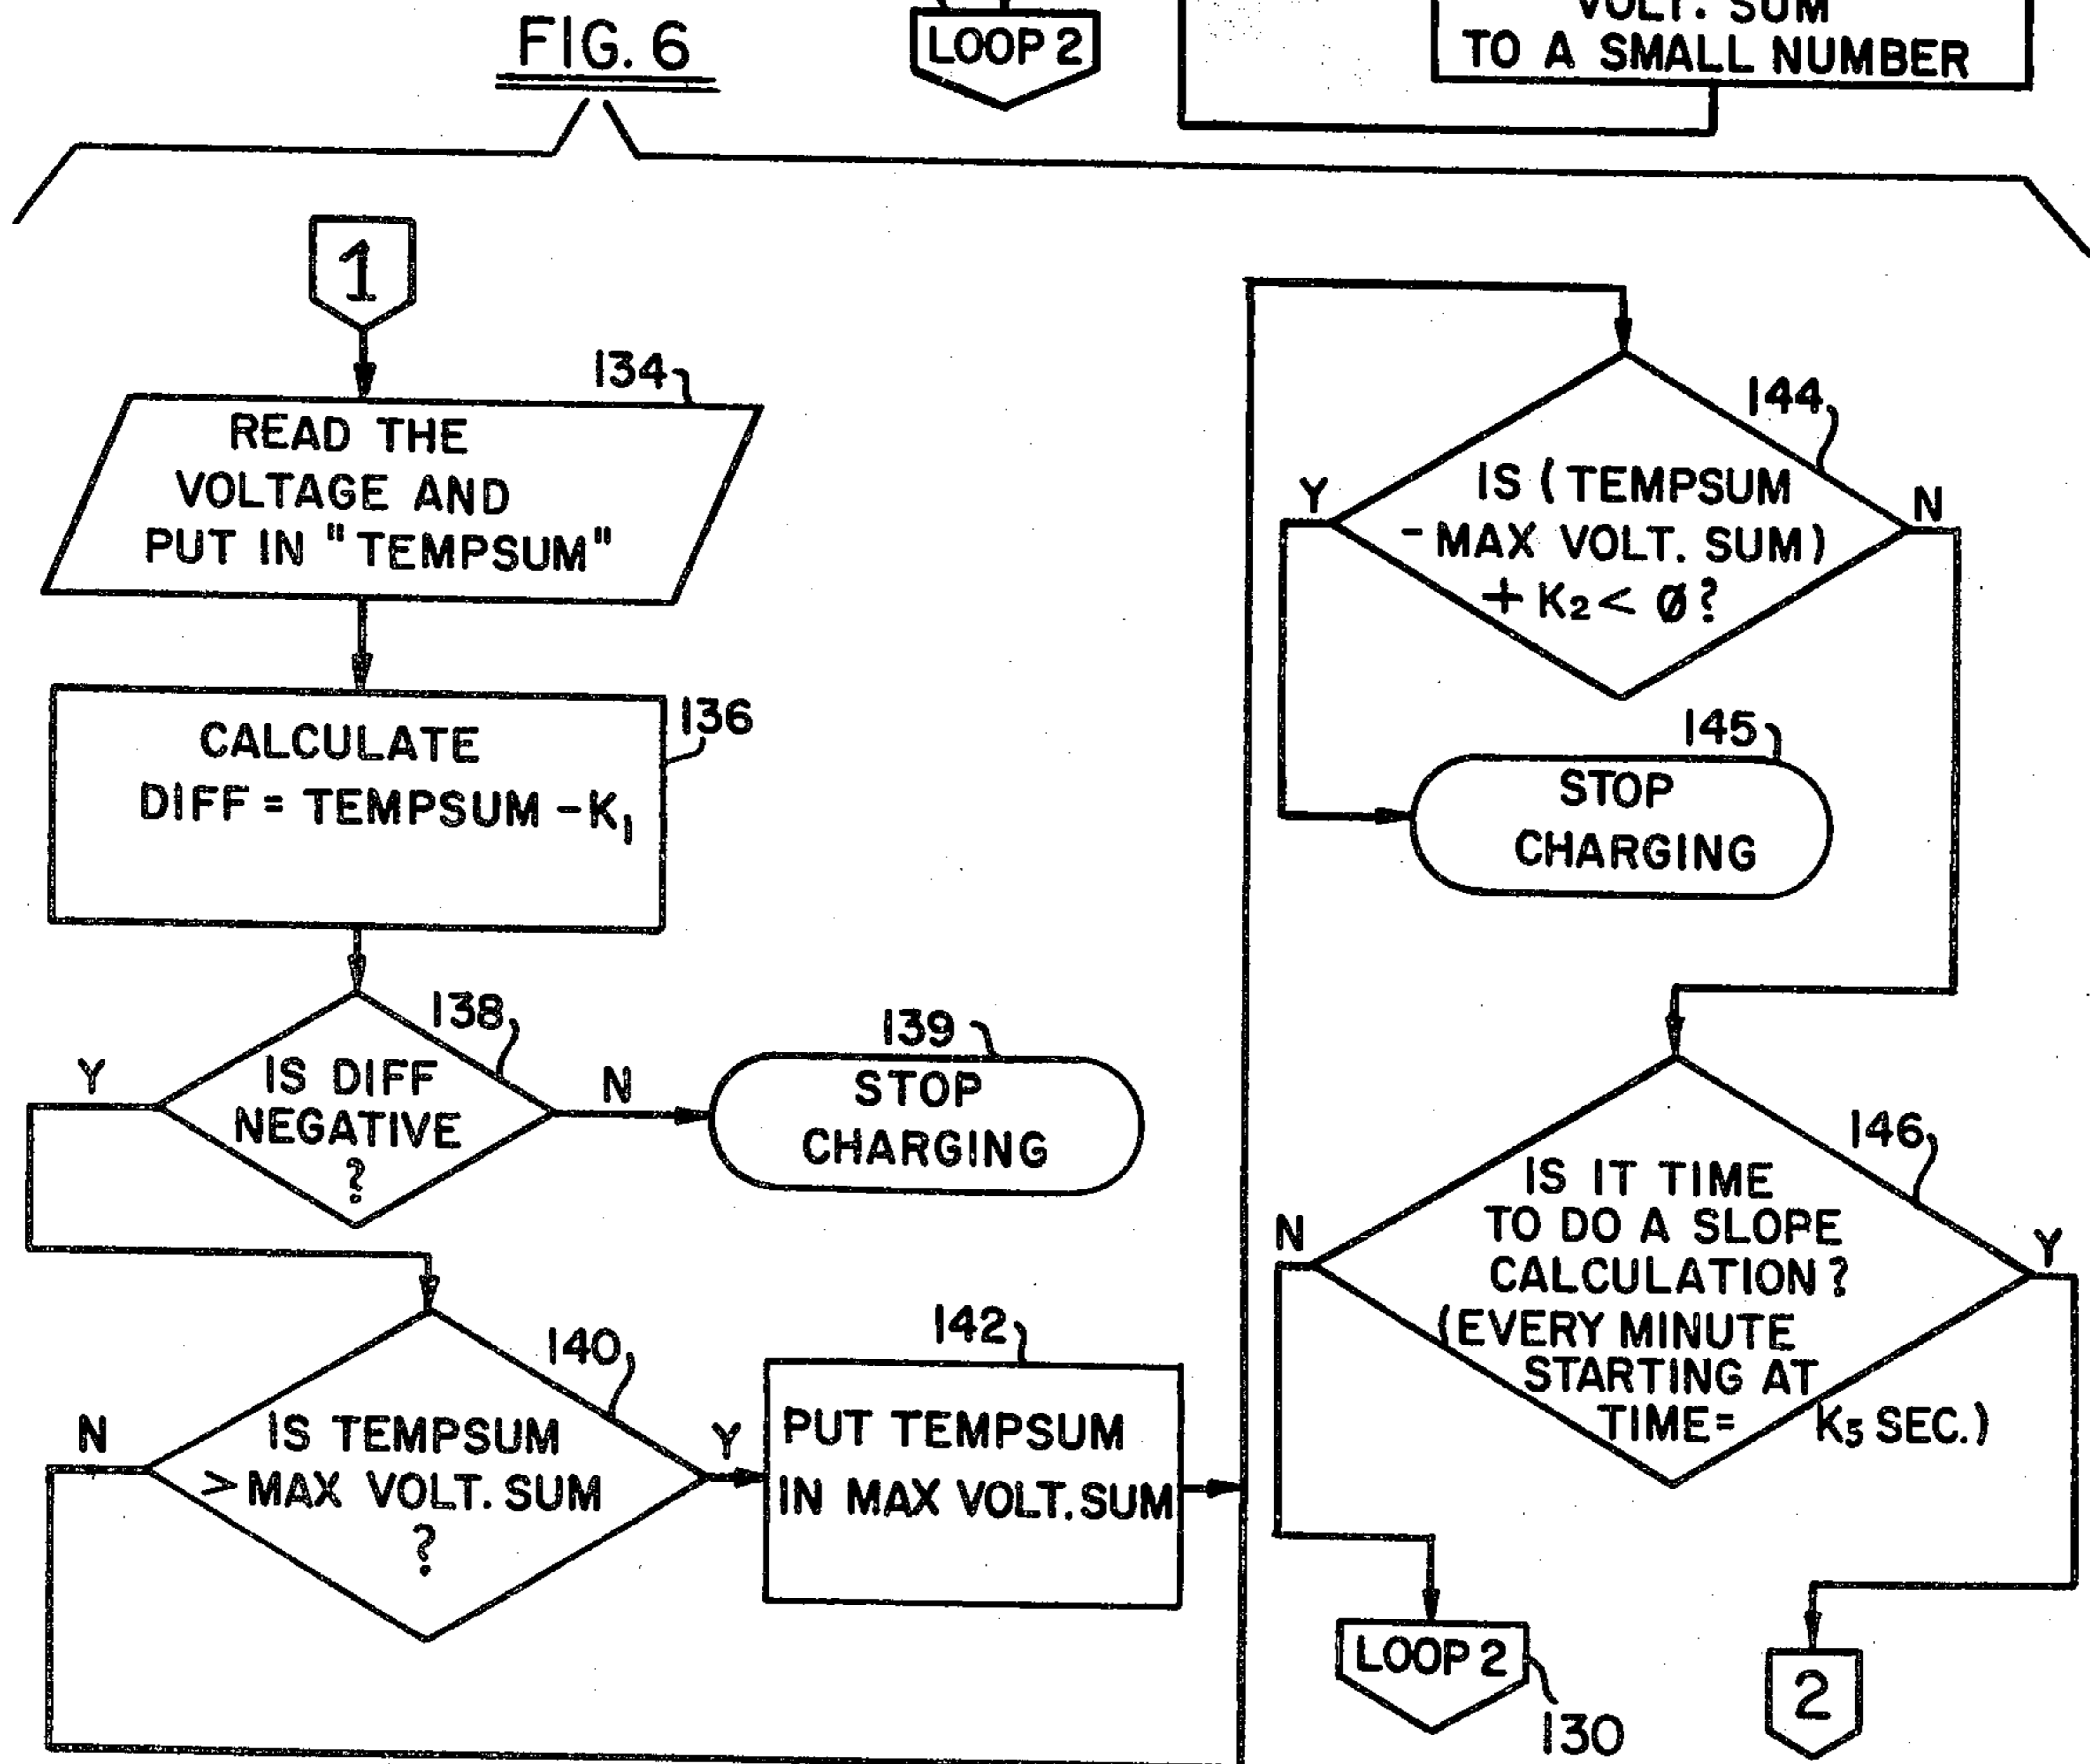 FIG. 6
LOOP 2
VOLT. SUM
TO A SMALL NUMBER
1
134
READ THE
VOLTAGE AND
PUT IN "TEMPSUM"
136
CALCULATE
DIFF = TEMPSUM - K₁
138
IS DIFF
NEGATIVE
?
Y
N
139
STOP
CHARGING
140
IS TEMPSUM
> MAX VOLT. SUM
?
N
Y
142
PUT TEMPSUM
IN MAX VOLT. SUM
144
IS (TEMPSUM
- MAX VOLT. SUM)
+ K₂ < Ø?
Y
N
145
STOP
CHARGING
146
IS IT TIME
TO DO A SLOPE
CALCULATION?
(EVERY MINUTE
STARTING AT
TIME= K₅ SEC.)
N
Y
LOOP 2
130
2